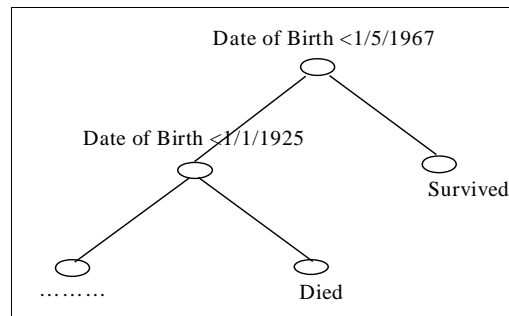 Date of Birth <1/5/1967
Date of Birth <1/1/1925
Survived
………
Died